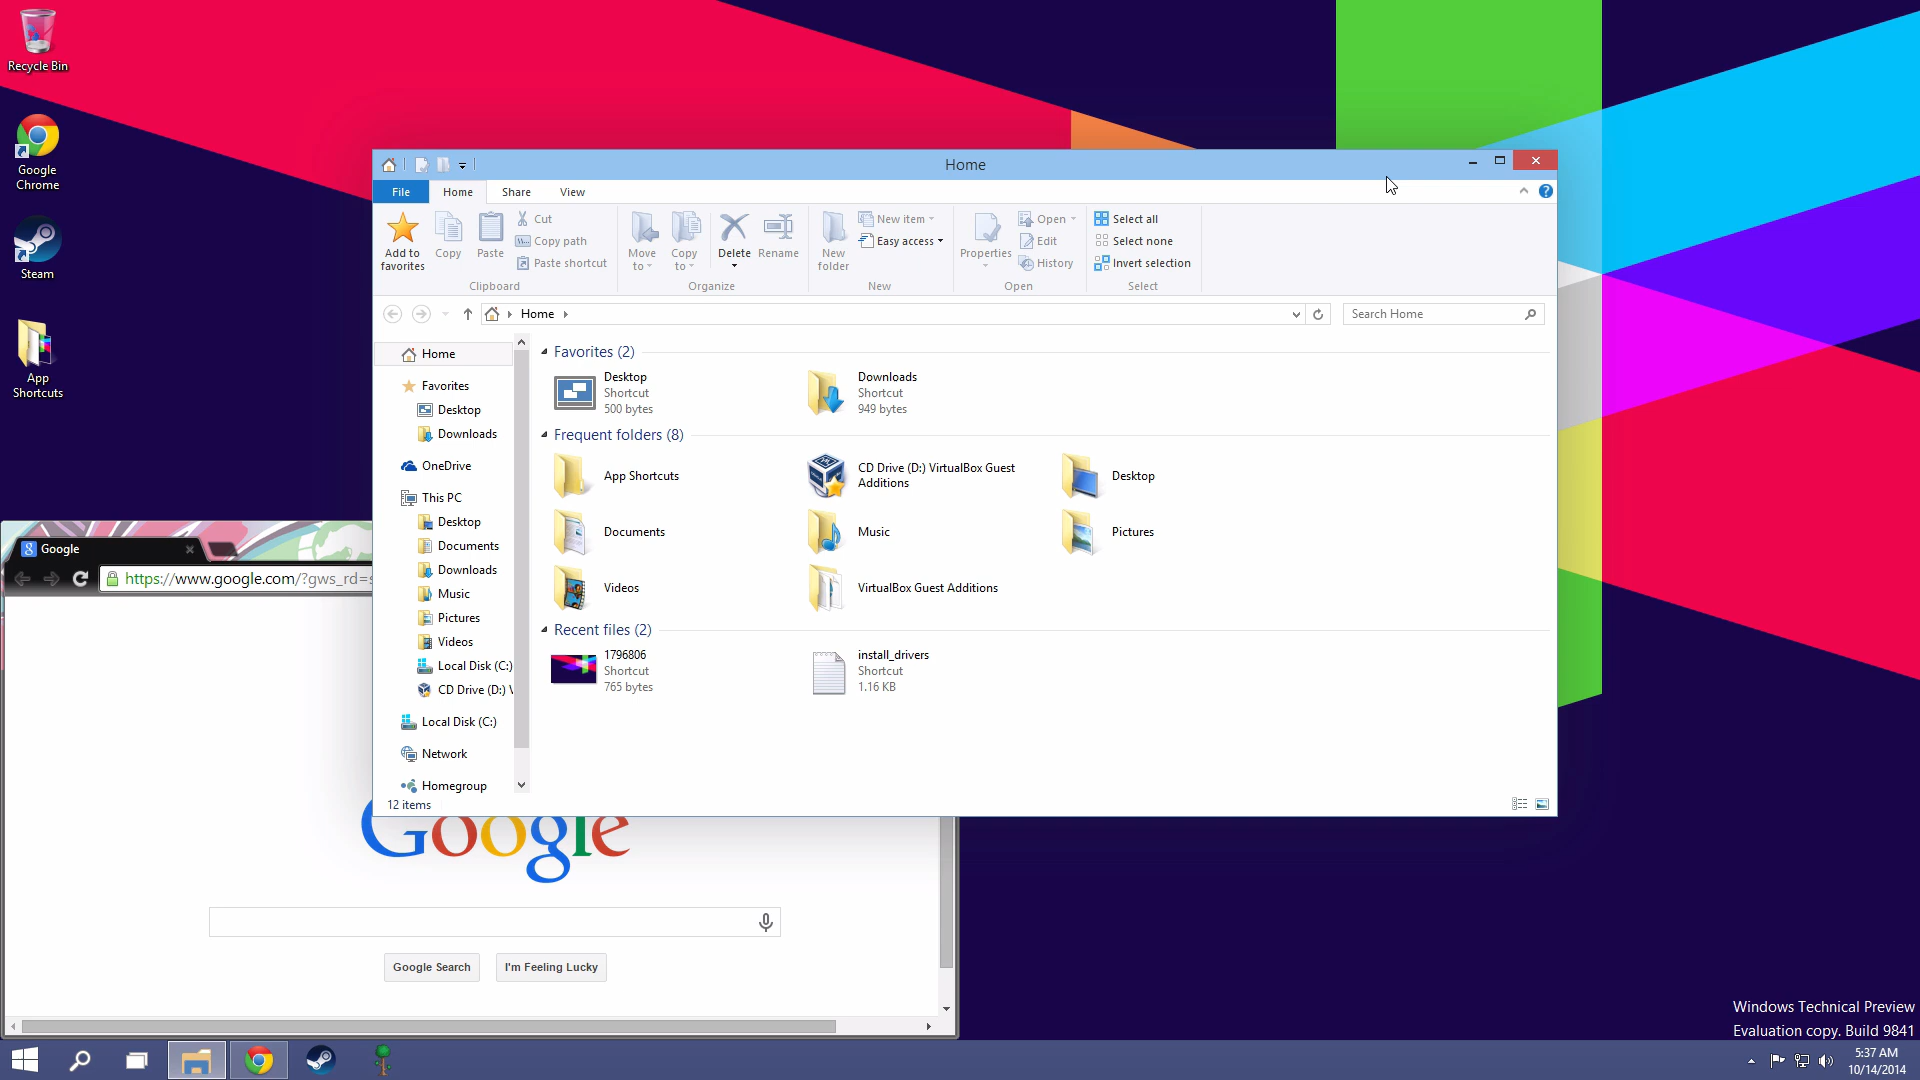 Recycle Bin
Google
Chrome
Steam
App
Shortcuts
Home
File
Home
Share
View
Add to
favorites
Copy
Paste
Cut
Copy path
Paste shortcut
Clipboard
Move
to
Copy
to
Delete
Rename
Organize
New
folder
New item
Easy access
New
Properties
Open
Edit
History
Open
Select all
Select none
Invert selection
Select
Home
Search Home
Home
Favorites
Desktop
Downloads
OneDrive
This PC
Desktop
Documents
Downloads
Music
Pictures
Videos
Local Disk (C:)
CD Drive (D:)
Local Disk (C:)
Network
Homegroup
Favorites (2)
Desktop
Shortcut
500 bytes
Downloads
Shortcut
949 bytes
Frequent folders (8)
App Shortcuts
CD Drive (D:) VirtualBox Guest
Additions
Desktop
Documents
Music
Pictures
Videos
VirtualBox Guest Additions
Recent files (2)
1796806
Shortcut
765 bytes
install_drivers
Shortcut
1.16 KB
12 items
Google
https://www.google.com/?gws_rd=s
Google
Google Search
I'm Feeling Lucky
Windows Technical Preview
Evaluation copy. Build 9841
5:37 AM
10/14/2014